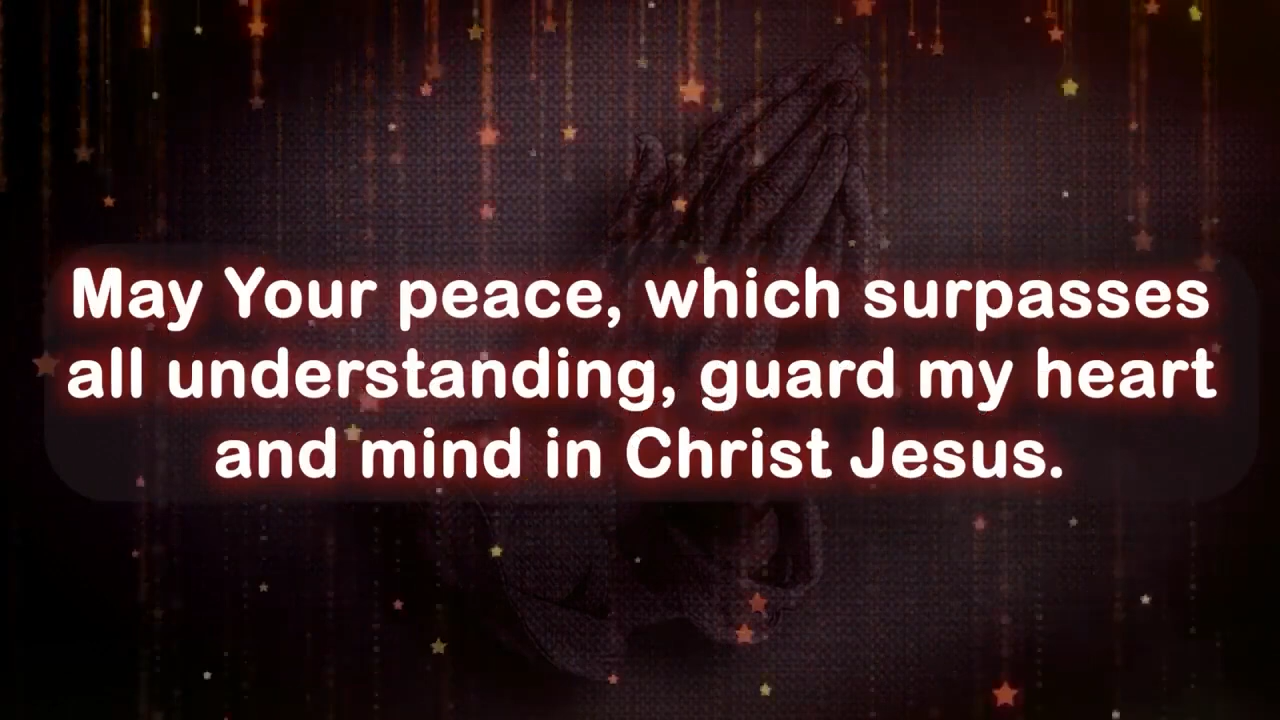 May Your peace, which surpasses
all understanding, guard my heart
and mind in Christ Jesus.